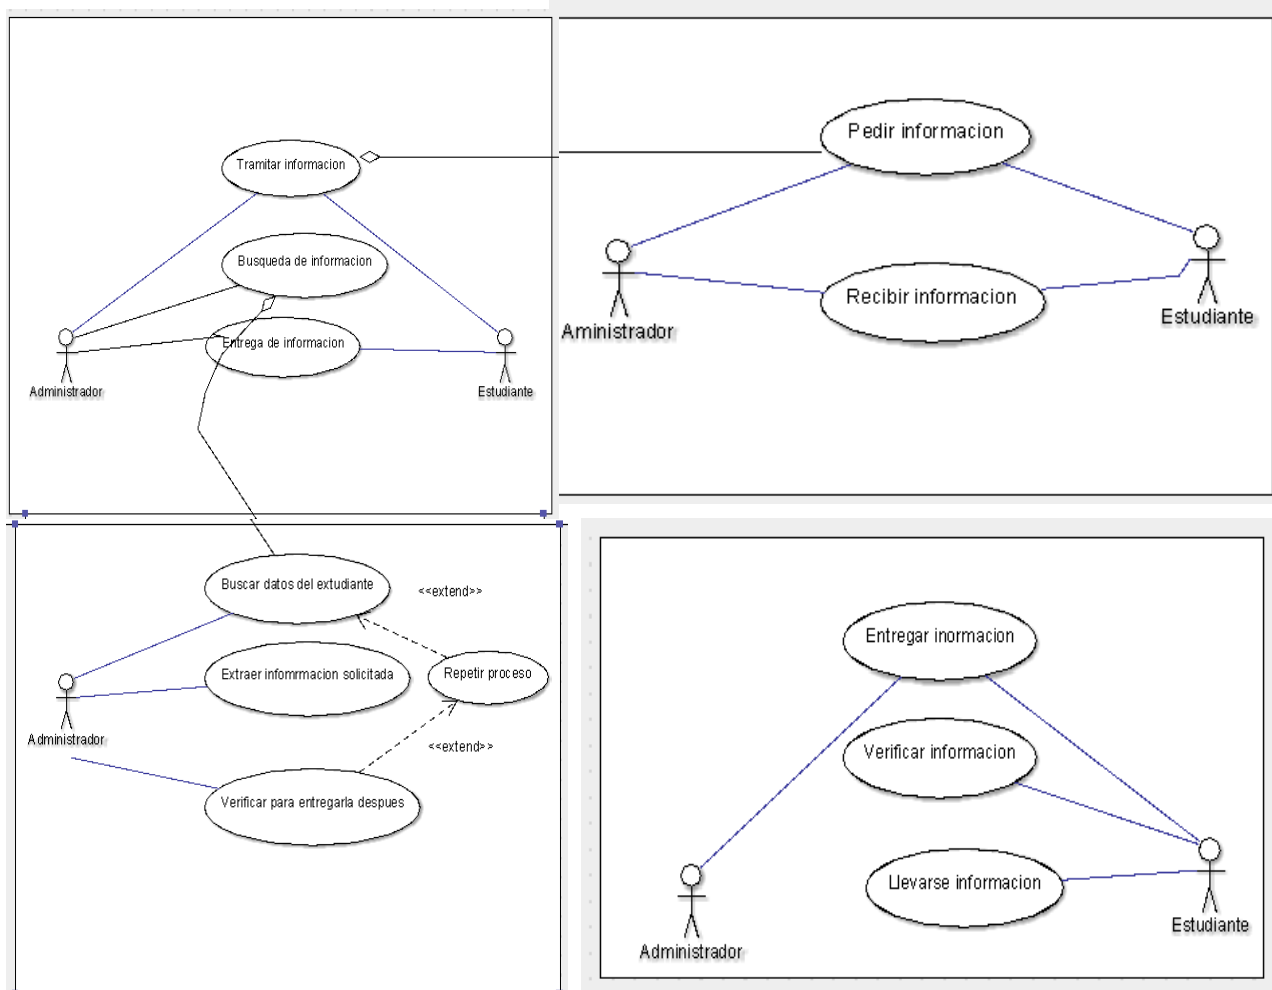 Tramitar informacion
Busqueda de informacion
Entrega de informacion
Administrador
Estudiante
Pedir informacion
Recibir informacion
Aministrador
Estudiante
Buscar datos del extudiante
<<extend>>
Extraer infomrmacion solicitada
Repetir proceso
Administrador
<<extend>>
Verificar para entregarla despues
Entregar inormacion
Verificar informacion
Llevarse informacion
Administrador
Estudiante